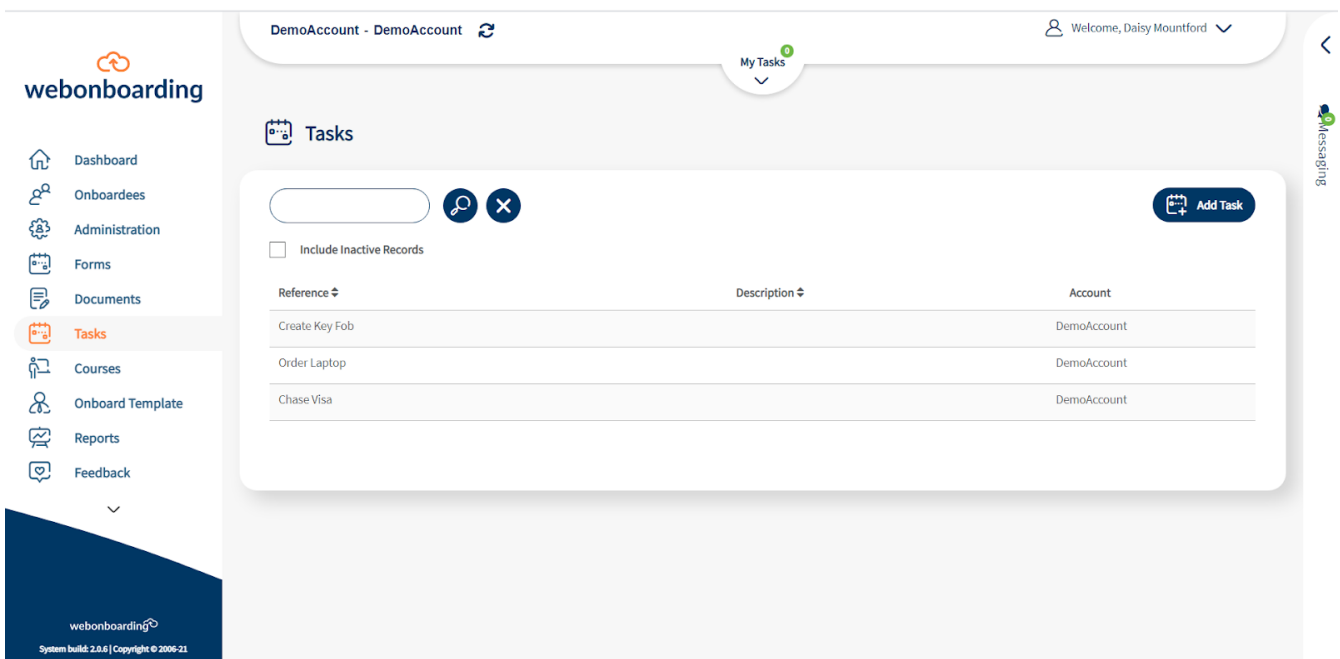 DemoAccount - DemoAccount
Welcome, Daisy Mountford
My Tasks
0
webonboarding
Dashboard
Onboardees
Administration
Forms
Documents
Tasks
Courses
Onboard Template
Reports
Feedback
webonboarding
System build: 2.0.6 | Copyright © 2006-21
Tasks
Add Task
Include Inactive Records
Reference Description Account
Create Key Fob DemoAccount
Order Laptop DemoAccount
Chase Visa DemoAccount
0
Messaging